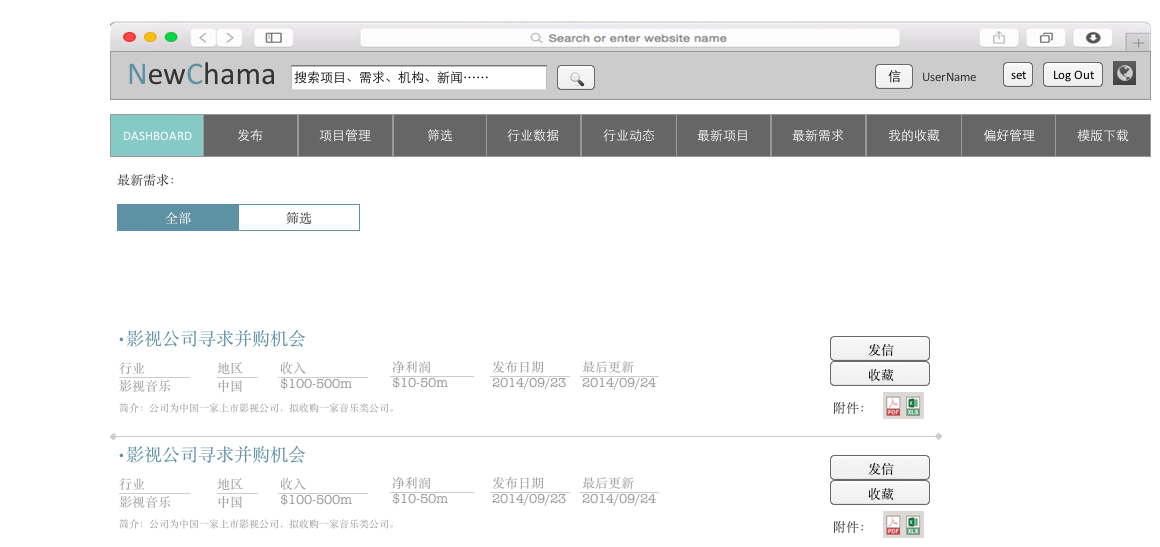 Search or enter website name
NewChama 搜索项目、需求、机构、新闻…… 信 UserName set Log Out
DASHBOARD 发布 项目管理 筛选 行业数据 行业动态 最新项目 最新需求 我的收藏 偏好管理 模版下载
最新需求:
全部 筛选
·影视公司寻求并购机会
行业 地区 收入 净利润 发布日期 最后更新
影视音乐 中国 $100-500m $10-50m 2014/09/23 2014/09/24
简介: 公司为中国一家上市影视公司，拟收购一家音乐类公司。
发信
收藏
附件: PDF XLS
·影视公司寻求并购机会
行业 地区 收入 净利润 发布日期 最后更新
影视音乐 中国 $100-500m $10-50m 2014/09/23 2014/09/24
简介: 公司为中国一家上市影视公司，拟收购一家音乐类公司。
发信
收藏
附件: PDF XLS